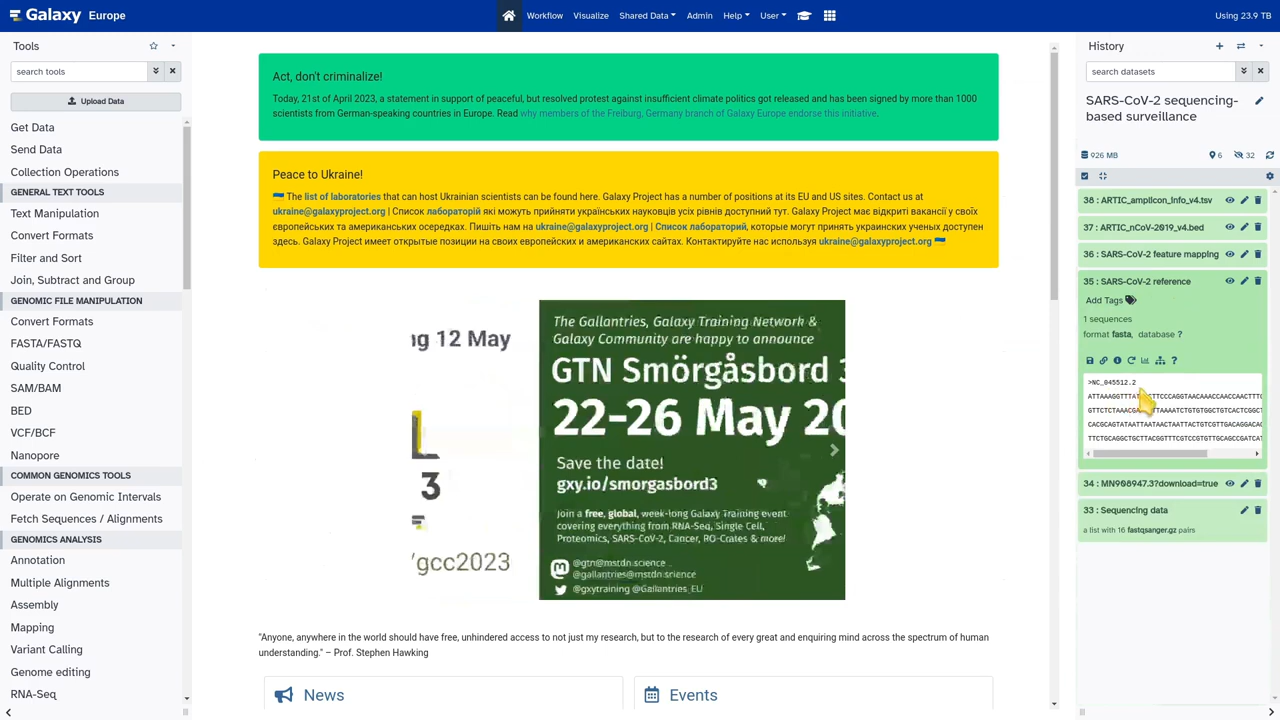 Galaxy Europe
Workflow Visualize Shared Data Admin Help User
Using 23.9 TB
Tools
search tools
Upload Data
Get Data
Send Data
Collection Operations
GENERAL TEXT TOOLS
Text Manipulation
Convert Formats
Filter and Sort
Join, Subtract and Group
GENOMIC FILE MANIPULATION
Convert Formats
FASTA/FASTQ
Quality Control
SAM/BAM
BED
VCF/BCF
Nanopore
COMMON GENOMICS TOOLS
Operate on Genomic Intervals
Fetch Sequences / Alignments
GENOMICS ANALYSIS
Annotation
Multiple Alignments
Assembly
Mapping
Variant Calling
Genome editing
RNA-Seq
Act, don't criminalize!
Today, 21st of April 2023, a statement in support of peaceful, but resolved protest against insufficient climate politics got released and has been signed by more than 1000
scientists from German-speaking countries in Europe. Read why members of the Freiburg, Germany branch of Galaxy Europe endorse this initiative.
Peace to Ukraine!
The list of laboratories that can host Ukrainian scientists can be found here. Galaxy Project has a number of positions at its EU and US sites. Contact us at
ukraine@galaxyproject.org | Список лабораторій які можуть прийняти українських науковців усіх рівнів доступний тут. Galaxy Project має відкриті вакансії у своїх
європейських та американських осередках. Пишіть нам на ukraine@galaxyproject.org | Список лабораторий, которые могут принять украинских ученых доступен
здесь. Galaxy Project имеет открытые позиции на своих европейских и американских сайтах. Контактируйте нас используя ukraine@galaxyproject.org
g 12 May
L
3
/gcc2023
The Gallantries, Galaxy Training Network &
Galaxy Community are happy to announce
GTN Smörgåsbord 3
22-26 May 20
Save the date!
gxy.io/smorgasbord3
Join a free, global, week-long Galaxy Training event
covering everything from RNA-Seq, Single Cell,
Proteomics, SARS-CoV-2, Cancer, RO-Crates & more!
@gtn@mstdn.science
@gallantries@mstdn.science
@gxytraining @Gallantries_EU
"Anyone, anywhere in the world should have free, unhindered access to not just my research, but to the research of every great and enquiring mind across the spectrum of human
understanding." – Prof. Stephen Hawking
News
Events
History
search datasets
SARS-CoV-2 sequencing-
based surveillance
926 MB 6 32
38 : ARTIC_amplicon_info_v4.tsv
37 : ARTIC_nCoV-2019_v4.bed
36 : SARS-CoV-2 feature mapping
35 : SARS-CoV-2 reference
Add Tags
1 sequences
format fasta, database ?
>NC_045512.2
34 : MN908947.3?download=true
33 : Sequencing data
a list with 16 fastqsanger.gz pairs